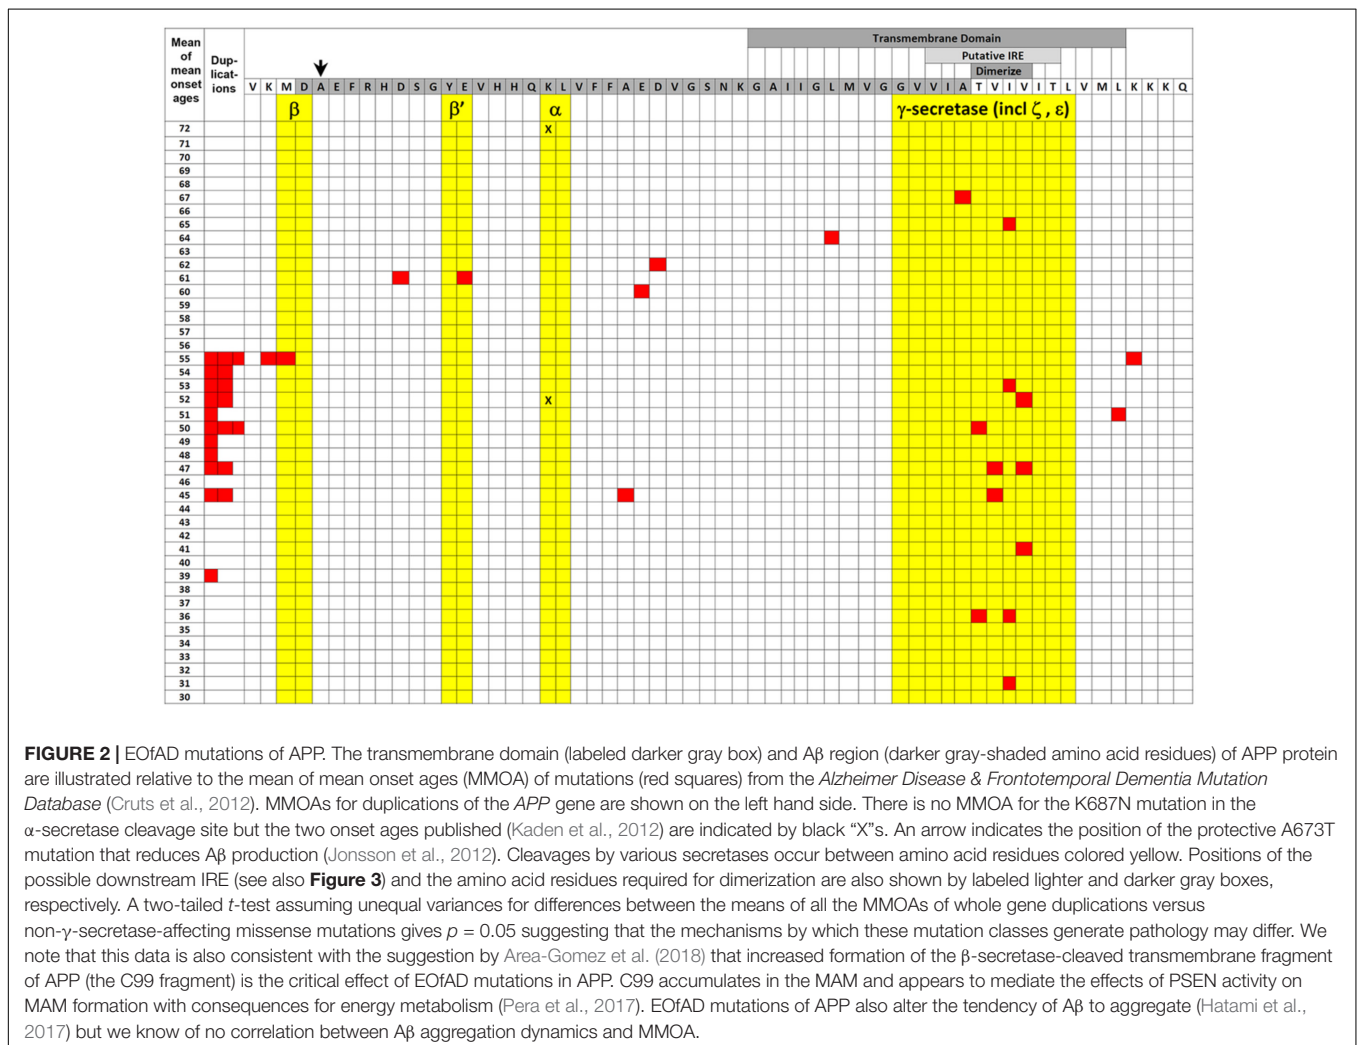 Transmembrane Domain
Mean of mean onset ages
Dup-licat-ions
Putative IRE
Dimerize
V K M D A E F R H D S G Y E V H H Q K L V F F A E D V G S N K G A I I G L M V G G V V I A T V I V I T L V M L K K K Q
β β' α γ-secretase (incl ζ , ε)
72 X
71
70
69
68
67
66
65
64
63
62
61
60
59
58
57
56
55
54
53
52 X
51
50
49
48
47
46
45
44
43
42
41
40
39
38
37
36
35
34
33
32
31
30
FIGURE 2 | EOfAD mutations of APP. The transmembrane domain (labeled darker gray box) and Aβ region (darker gray-shaded amino acid residues) of APP protein
are illustrated relative to the mean of mean onset ages (MMOA) of mutations (red squares) from the Alzheimer Disease & Frontotemporal Dementia Mutation
Database (Cruts et al., 2012). MMOAs for duplications of the APP gene are shown on the left hand side. There is no MMOA for the K687N mutation in the
α-secretase cleavage site but the two onset ages published (Kaden et al., 2012) are indicated by black “X”s. An arrow indicates the position of the protective A673T
mutation that reduces Aβ production (Jonsson et al., 2012). Cleavages by various secretases occur between amino acid residues colored yellow. Positions of the
possible downstream IRE (see also Figure 3) and the amino acid residues required for dimerization are also shown by labeled lighter and darker gray boxes,
respectively. A two-tailed t-test assuming unequal variances for differences between the means of all the MMOAs of whole gene duplications versus
non-γ-secretase-affecting missense mutations gives p = 0.05 suggesting that the mechanisms by which these mutation classes generate pathology may differ. We
note that this data is also consistent with the suggestion by Area-Gomez et al. (2018) that increased formation of the β-secretase-cleaved transmembrane fragment
of APP (the C99 fragment) is the critical effect of EOfAD mutations in APP. C99 accumulates in the MAM and appears to mediate the effects of PSEN activity on
MAM formation with consequences for energy metabolism (Pera et al., 2017). EOfAD mutations of APP also alter the tendency of Aβ to aggregate (Hatami et al.,
2017) but we know of no correlation between Aβ aggregation dynamics and MMOA.